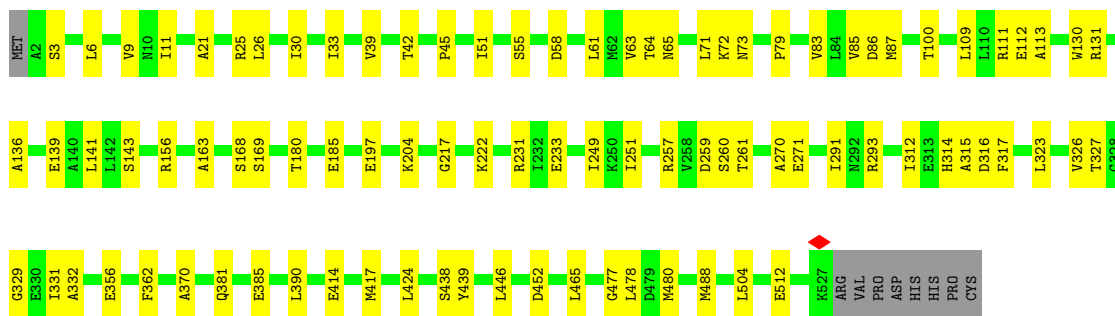 MET A2 S3 L6 V9 N10 I11 A21 R25 L26 I30 I33 V39 T42 P45 I51 S55 D58 L61 M62 V63 T64 N65 L71 K72 N73 P79 V83 L84 V85 D86 M87 T100 L109 L110 R111 E112 A113 W130 R131
A136 E139 A140 L141 L142 S143 R156 A163 S168 S169 T180 E185 E197 K204 G217 K222 R231 I232 E233 I249 K250 I251 R257 V258 D259 S260 T261 A270 E271 I291 N292 R293 I312 E313 H314 A315 D316 F317 L323 V326 T327 G328
G329 E330 I331 A332 E356 F362 A370 Q381 E385 L390 E414 M417 L424 S438 Y439 L446 D452 L465 G477 L478 D479 M480 M488 L504 E512 K527 ARG VAL PRO ASP HIS HIS PRO CYS